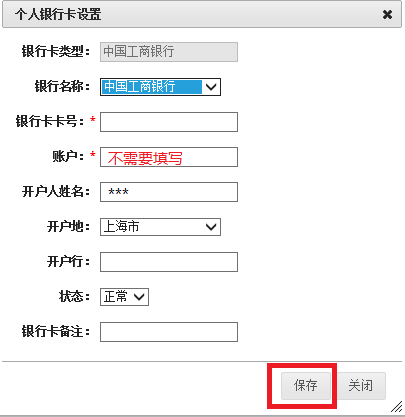 个人银行卡设置
银行卡类型： 中国工商银行
银行名称： 中国工商银行
银行卡卡号：*
账户：* 不需要填写
开户人姓名： ***
开户地： 上海市
开户行：
状态： 正常
银行卡备注：
保存 关闭